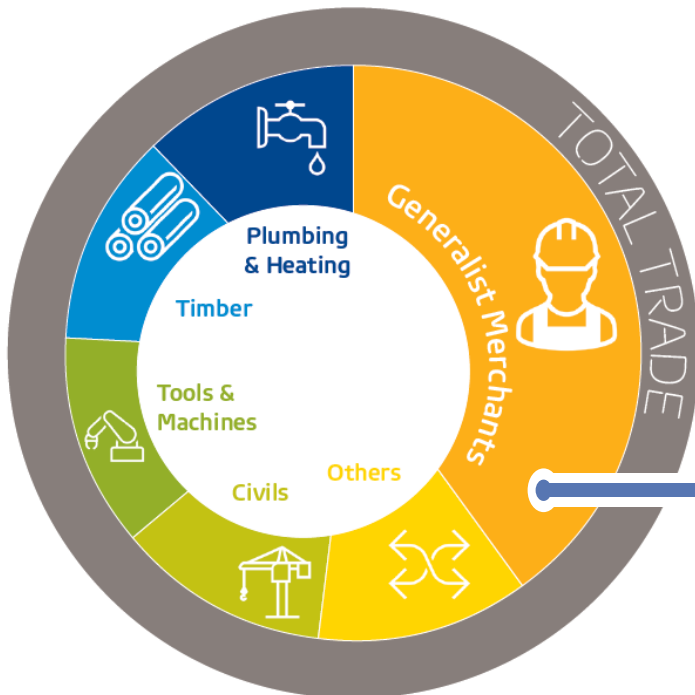 TOTAL TRADE
Generalist Merchants
Plumbing
& Heating
Timber
Tools &
Machines
Civils
Others